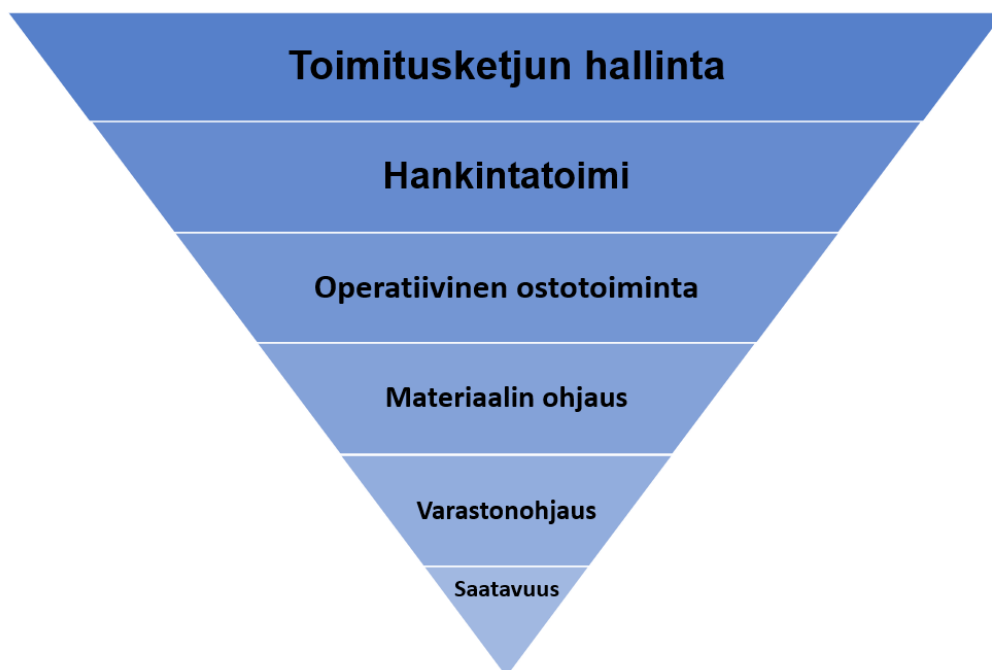 Toimitusketjun hallinta
Hankintatoimi
Operatiivinen ostotoiminta
Materiaalin ohjaus
Varastonohjaus
Saatavuus